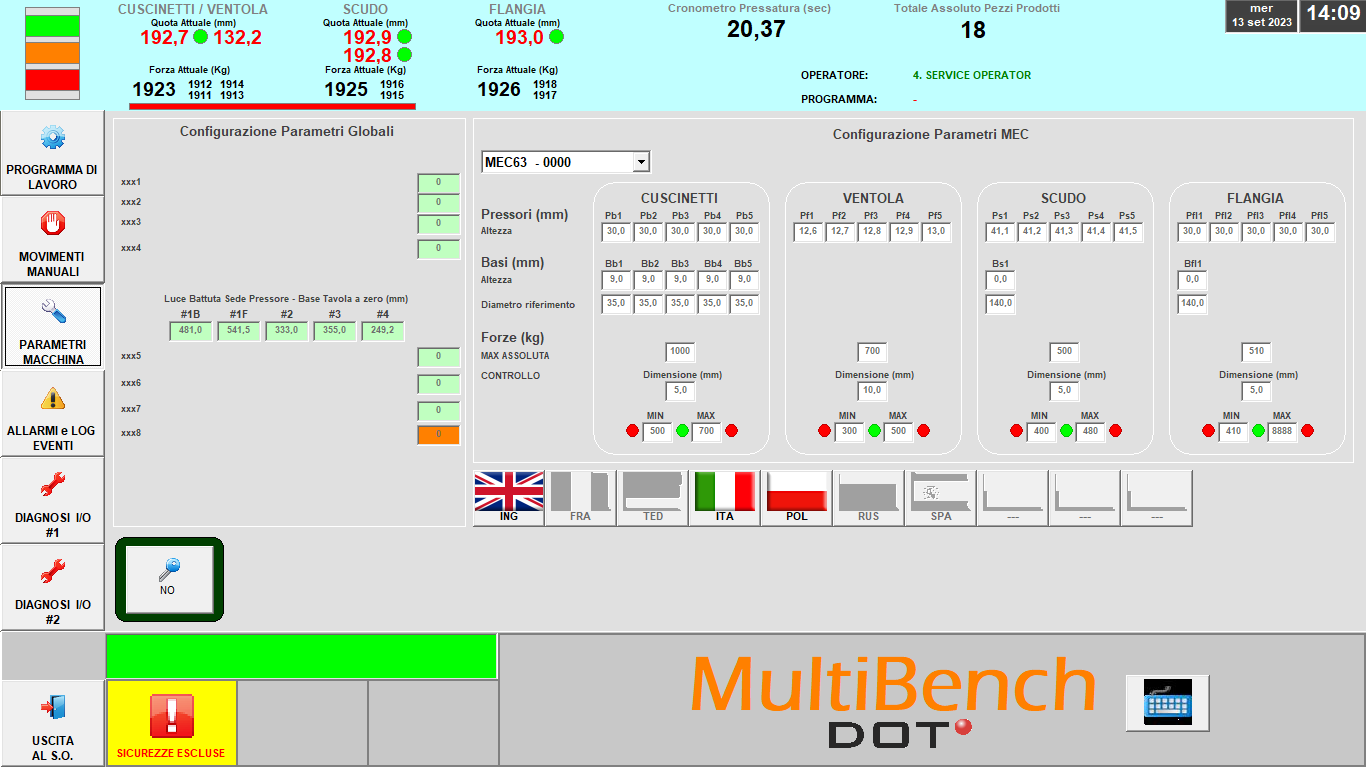 CUSCINETTI / VENTOLA
Quota Attuale (mm)
192,7 132,2
Forza Attuale (Kg)
1923 1912 1914
1911 1913
SCUDO
Quota Attuale (mm)
192,9
192,8
Forza Attuale (Kg)
1925 1916
1915
FLANGIA
Quota Attuale (mm)
193,0
Forza Attuale (Kg)
1926 1918
1917
Cronometro Pressatura (sec)
20,37
Totale Assoluto Pezzi Prodotti
18
OPERATORE: 4. SERVICE OPERATOR
PROGRAMMA: -
mer
13 set 2023
14:09
PROGRAMMA DI
LAVORO
MOVIMENTI
MANUALI
PARAMETRI
MACCHINA
ALLARMI e LOG
EVENTI
DIAGNOSI I/O
#1
DIAGNOSI I/O
#2
USCITA
AL S.O.
Configurazione Parametri Globali
xxx1 0
xxx2 0
xxx3 0
xxx4 0
Luce Battuta Sede Pressore - Base Tavola a zero (mm)
#1B #1F #2 #3 #4
481,0 541,5 333,0 355,0 249,2
xxx5 0
xxx6 0
xxx7 0
xxx8 0
Configurazione Parametri MEC
MEC63 - 0000
CUSCINETTI VENTOLA SCUDO FLANGIA
Pressori (mm) Pb1 Pb2 Pb3 Pb4 Pb5 Pf1 Pf2 Pf3 Pf4 Pf5 Ps1 Ps2 Ps3 Ps4 Ps5 Pfl1 Pfl2 Pfl3 Pfl4 Pfl5
Altezza 30,0 30,0 30,0 30,0 30,0 12,6 12,7 12,8 12,9 13,0 41,1 41,2 41,3 41,4 41,5 30,0 30,0 30,0 30,0 30,0
Basi (mm) Bb1 Bb2 Bb3 Bb4 Bb5 Bs1 Bfl1
Altezza 9,0 9,0 9,0 9,0 9,0 0,0 0,0
Diametro riferimento 35,0 35,0 35,0 35,0 35,0 140,0 140,0
Forze (kg)
MAX ASSOLUTA 1000 700 500 510
CONTROLLO Dimensione (mm) Dimensione (mm) Dimensione (mm) Dimensione (mm)
5,0 10,0 5,0 5,0
MIN MAX MIN MAX MIN MAX MIN MAX
500 700 300 500 400 480 410 8888
ING FRA TED ITA POL RUS SPA --- --- ---
NO
SICUREZZE ESCLUSE
MultiBench
DOT